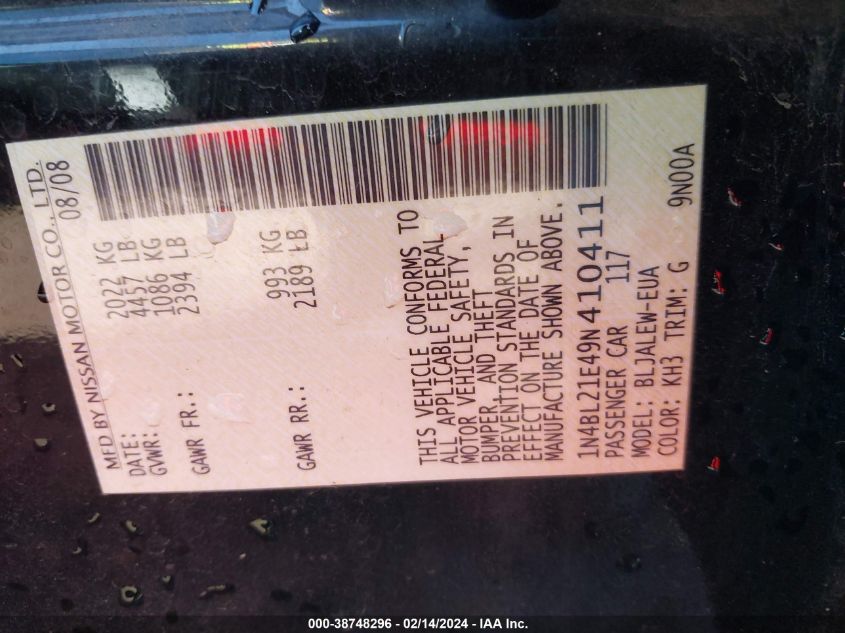 MFD BY NISSAN MOTOR CO., LTD.
DATE: 08/08
GVWR: 2022 KG
4457 LB
GAWR FR.: 1086 KG
2394 LB
GAWR RR.: 993 KG
2189 LB
THIS VEHICLE CONFORMS TO
ALL APPLICABLE FEDERAL
MOTOR VEHICLE SAFETY,
BUMPER, AND THEFT
PREVENTION STANDARDS IN
EFFECT ON THE DATE OF
MANUFACTURE SHOWN ABOVE.
1N4BL21E49N410411
PASSENGER CAR 117
MODEL: BLJALEW-EUA
COLOR: KH3 TRIM: G 9N00A
000-38748296 - 02/14/2024 - IAA Inc.